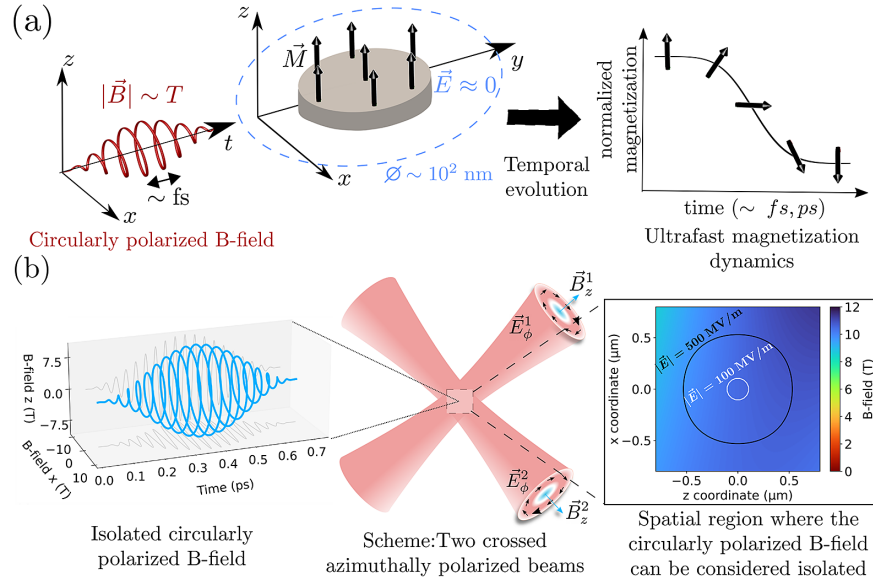 (a)
z
|B⃗| ~ T
t
~ fs
x
Circularly polarized B-field
z
M⃗
E⃗ ≈ 0
y
x
∅ ~ 10² nm
Temporal
evolution
normalized
magnetization
time (~ fs, ps)
Ultrafast magnetization
dynamics
(b)
B-field z (T)
7.5
0.0
−7.5
B-field x (T)
−10
0
10
0.0 0.1 0.2 0.3 0.4 0.5 0.6 0.7
Time (ps)
Isolated circularly
polarized B-field
B⃗z¹
E⃗ϕ¹
E⃗ϕ²
B⃗z²
Scheme:Two crossed
azimuthally polarized beams
x coordinate (µm)
0.5
0.0
−0.5
|E⃗| = 500 MV/m
|E⃗| = 100 MV/m
−0.5 0.0 0.5
z coordinate (µm)
12
10
8
6
4
2
0
B-field (T)
Spatial region where the
circularly polarized B-field
can be considered isolated